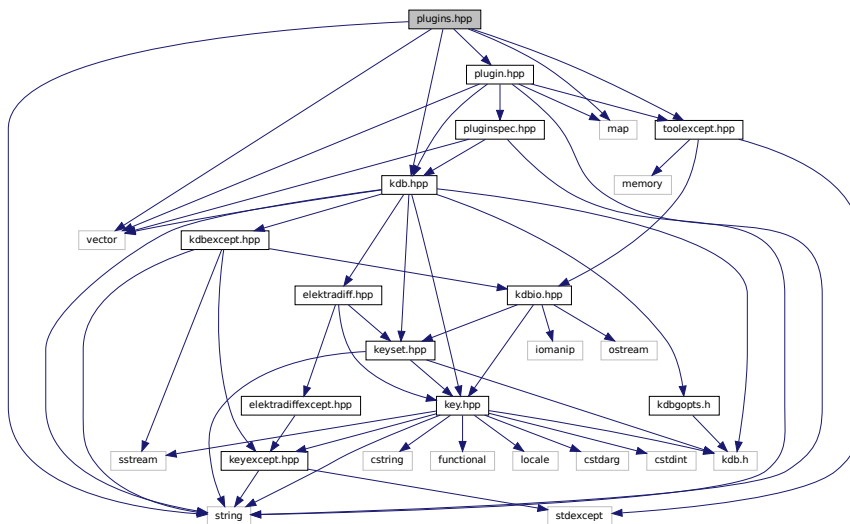 plugins.hpp
plugin.hpp
pluginspec.hpp
map
toolexcept.hpp
kdb.hpp
memory
vector
kdbexcept.hpp
elektradiff.hpp
kdbio.hpp
keyset.hpp
iomanip
ostream
elektradiffexcept.hpp
key.hpp
kdbgopts.h
sstream
keyexcept.hpp
cstring
functional
locale
cstdarg
cstdint
kdb.h
string
stdexcept